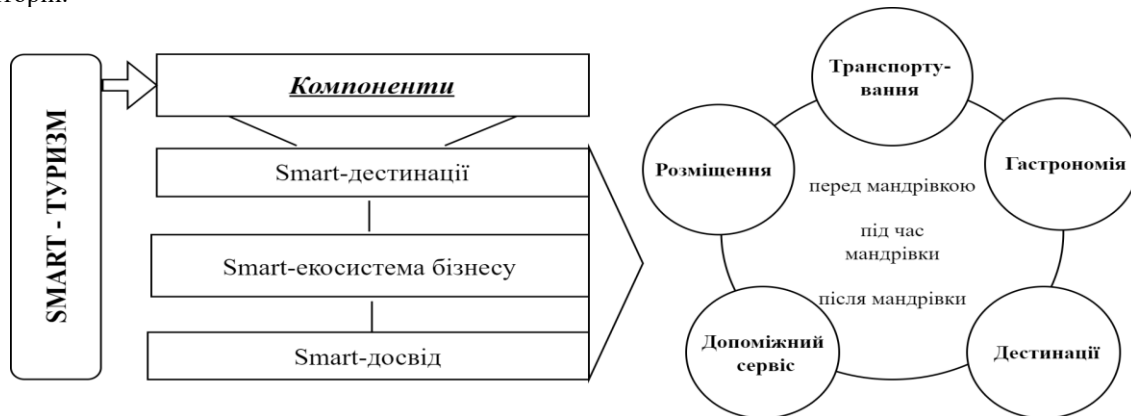 SMART - ТУРИЗМ
Компоненти
Smart-дестинації
Smart-екосистема бізнесу
Smart-досвід
Транспорту-
вання
Розміщення
Гастрономія
перед мандрівкою
під час
мандрівки
після мандрівки
Допоміжний
сервіс
Дестинації